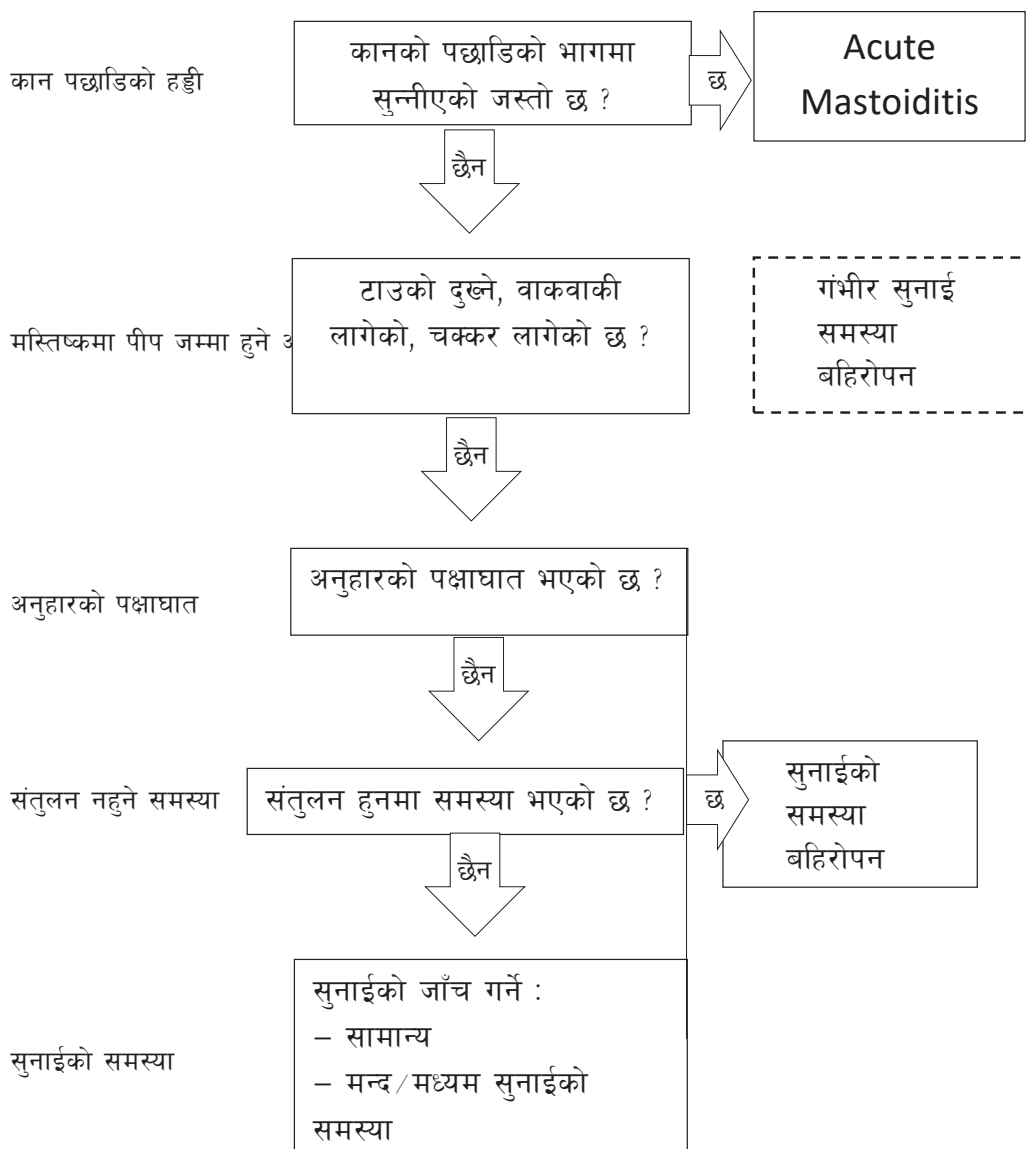 कान पछाडिको हड्डी
कानको पछाडिको भागमा
सुन्नीएको जस्तो छ ?
छ
Acute
Mastoiditis
छैन
मस्तिष्कमा पीप जम्मा हुने
टाउको दुख्ने, वाकवाकी
लागेको, चक्कर लागेको छ ?
गंभीर सुनाई
समस्या
बहिरोपन
छैन
अनुहारको पक्षाघात
अनुहारको पक्षाघात भएको छ ?
छैन
संतुलन नहुने समस्या
संतुलन हुनमा समस्या भएको छ ?
छ
सुनाईको
समस्या
बहिरोपन
छैन
सुनाईको समस्या
सुनाईको जाँच गर्ने :
– सामान्य
– मन्द/मध्यम सुनाईको
समस्या